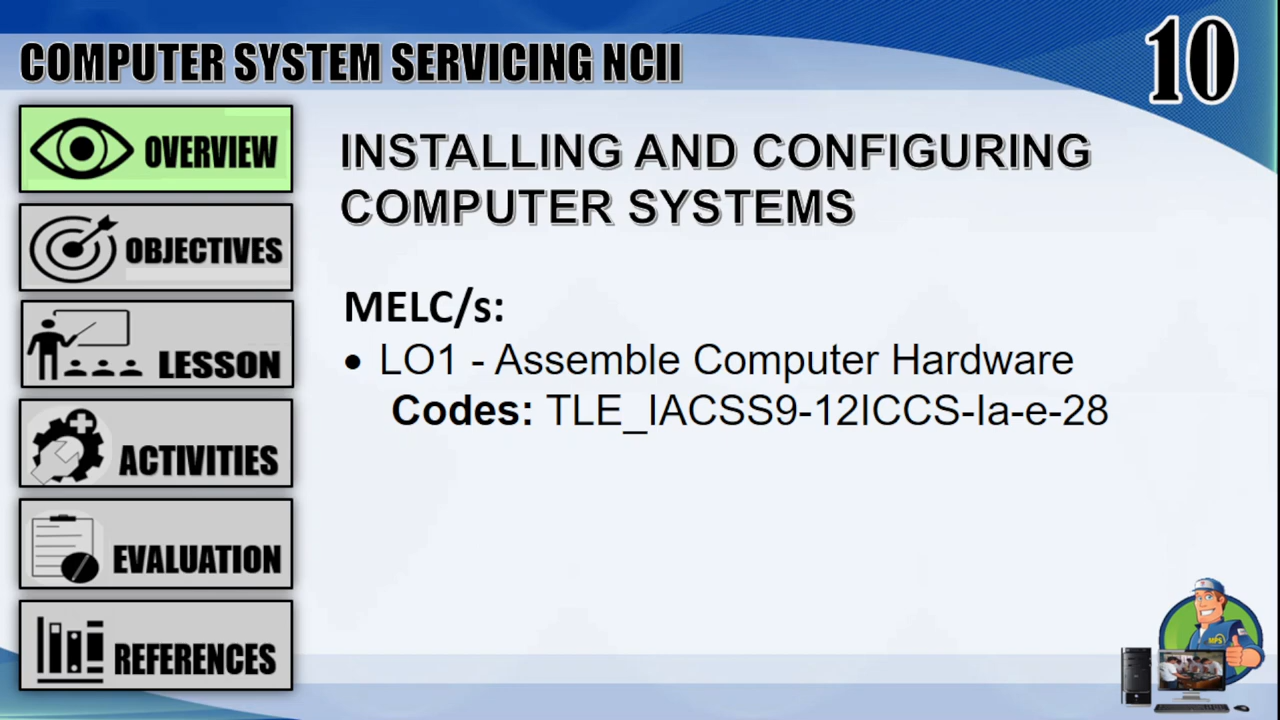 COMPUTER SYSTEM SERVICING NCII
10
OVERVIEW
OBJECTIVES
LESSON
ACTIVITIES
EVALUATION
REFERENCES
INSTALLING AND CONFIGURING
COMPUTER SYSTEMS
MELC/s:
• LO1 - Assemble Computer Hardware
Codes: TLE_IACSS9-12ICCS-Ia-e-28
MPS